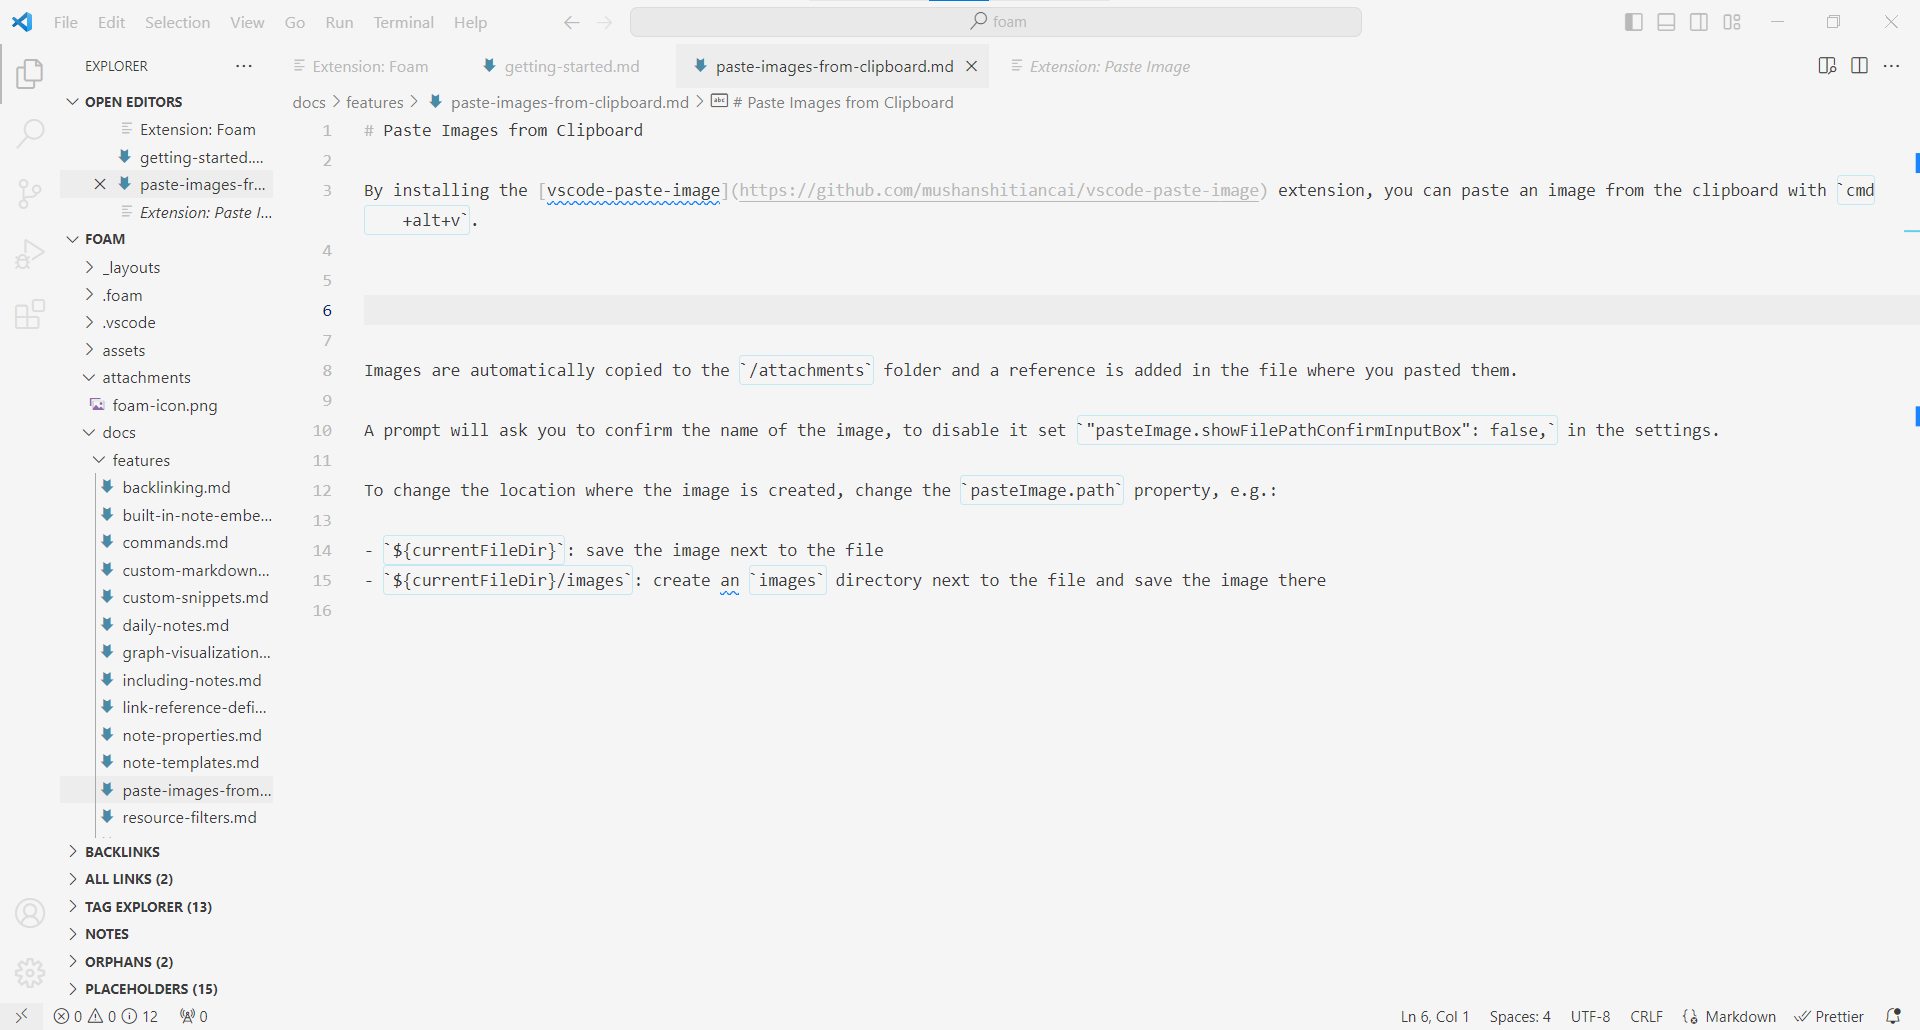 File Edit Selection View Go Run Terminal Help
foam
EXPLORER
OPEN EDITORS
Extension: Foam
getting-started....
paste-images-fr...
Extension: Paste I...
FOAM
_layouts
.foam
.vscode
assets
attachments
foam-icon.png
docs
features
backlinking.md
built-in-note-embe...
commands.md
custom-markdown...
custom-snippets.md
daily-notes.md
graph-visualization...
including-notes.md
link-reference-defi...
note-properties.md
note-templates.md
paste-images-from...
resource-filters.md
BACKLINKS
ALL LINKS (2)
TAG EXPLORER (13)
NOTES
ORPHANS (2)
PLACEHOLDERS (15)
Extension: Foam getting-started.md paste-images-from-clipboard.md Extension: Paste Image
docs > features > paste-images-from-clipboard.md > # Paste Images from Clipboard
1 # Paste Images from Clipboard
2
3 By installing the [vscode-paste-image](https://github.com/mushanshitiancai/vscode-paste-image) extension, you can paste an image from the clipboard with `cmd
+alt+v`.
4
5
6
7
8 Images are automatically copied to the `/attachments` folder and a reference is added in the file where you pasted them.
9
10 A prompt will ask you to confirm the name of the image, to disable it set `"pasteImage.showFilePathConfirmInputBox": false,` in the settings.
11
12 To change the location where the image is created, change the `pasteImage.path` property, e.g.:
13
14 - `${currentFileDir}`: save the image next to the file
15 - `${currentFileDir}/images`: create an `images` directory next to the file and save the image there
16
0 0 12 0
Ln 6, Col 1 Spaces: 4 UTF-8 CRLF Markdown Prettier